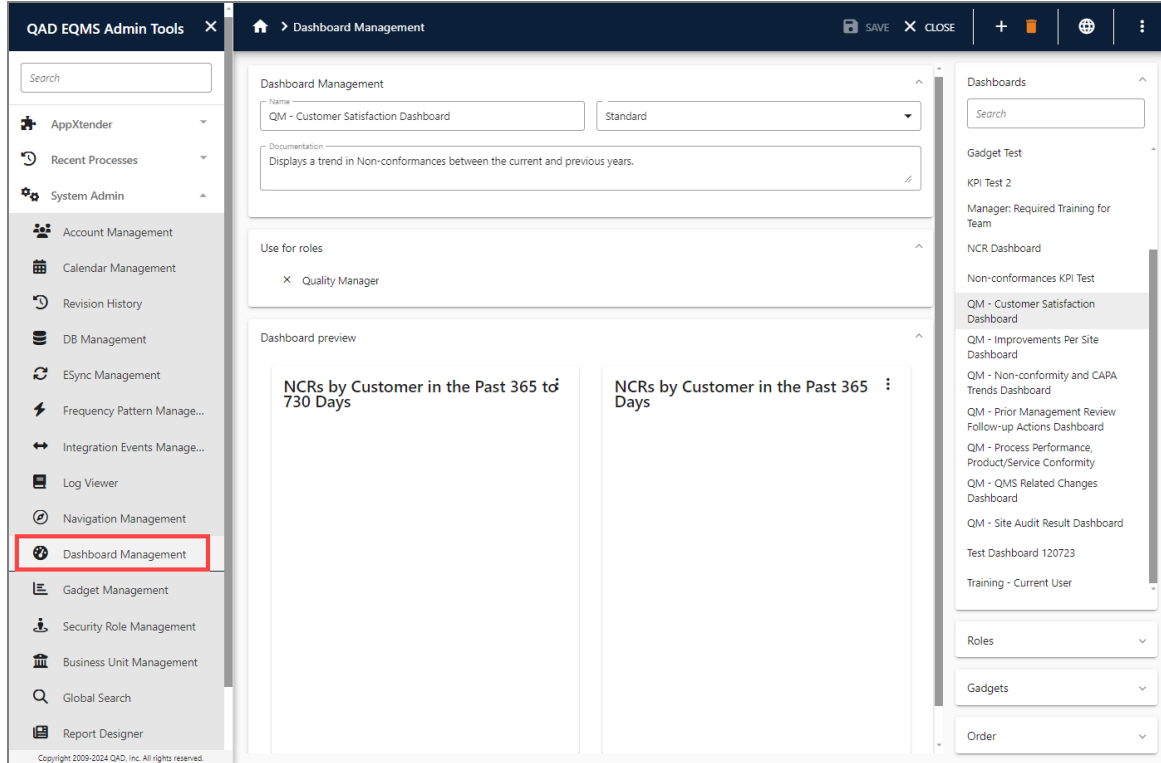 QAD EQMS Admin Tools
Search
AppXtender
Recent Processes
System Admin
Account Management
Calendar Management
Revision History
DB Management
ESync Management
Frequency Pattern Manage...
Integration Events Manage...
Log Viewer
Navigation Management
Dashboard Management
Gadget Management
Security Role Management
Business Unit Management
Global Search
Report Designer
Copyright 2009-2024 QAD, Inc. All rights reserved.
Dashboard Management
SAVE
CLOSE
Dashboard Management
Name
QM - Customer Satisfaction Dashboard
Standard
Documentation
Displays a trend in Non-conformances between the current and previous years.
Use for roles
Quality Manager
Dashboard preview
NCRs by Customer in the Past 365 to
730 Days
NCRs by Customer in the Past 365
Days
Dashboards
Search
Gadget Test
KPI Test 2
Manager: Required Training for
Team
NCR Dashboard
Non-conformances KPI Test
QM - Customer Satisfaction
Dashboard
QM - Improvements Per Site
Dashboard
QM - Non-conformity and CAPA
Trends Dashboard
QM - Prior Management Review
Follow-up Actions Dashboard
QM - Process Performance,
Product/Service Conformity
QM - QMS Related Changes
Dashboard
QM - Site Audit Result Dashboard
Test Dashboard 120723
Training - Current User
Roles
Gadgets
Order